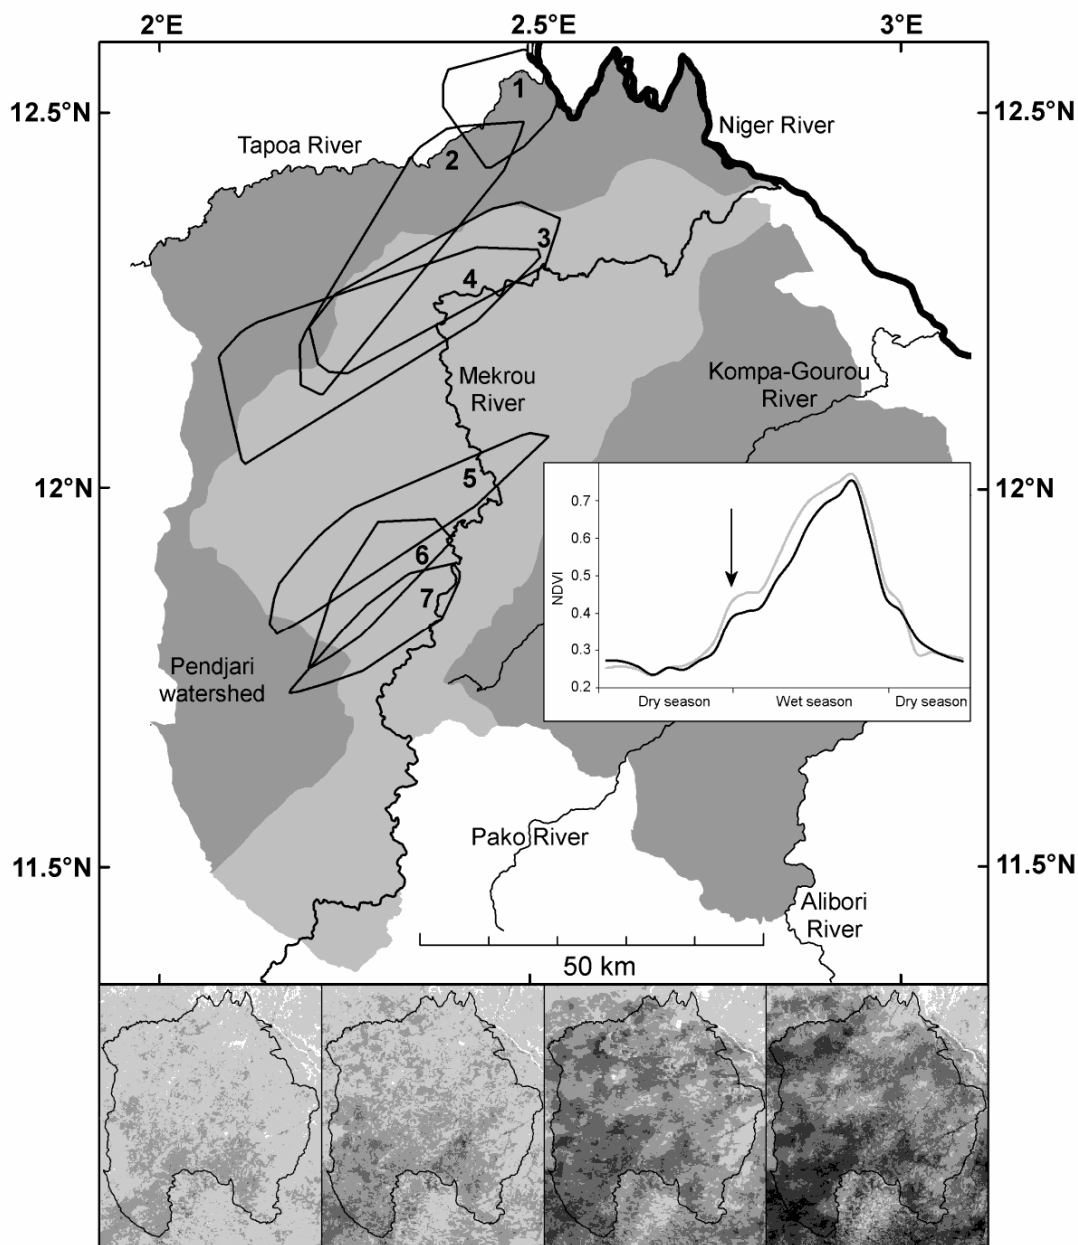 2°E 2.5°E 3°E
12.5°N 12.5°N
1
Niger River
Tapoa River
2
3
4
Mekrou
River
Kompa-Gourou
River
5
12°N 12°N
6
7
Pendjari
watershed
NDVI
0.7
0.6
0.5
0.4
0.3
0.2
Dry season Wet season Dry season
Pako River
11.5°N 11.5°N
Alibori
River
50 km